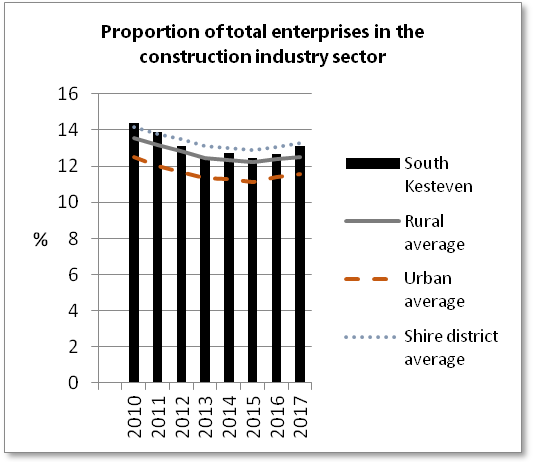 Proportion of total enterprises in the
construction industry sector
16
14
12
10
8
6
4
2
0
%
2010
2011
2012
2013
2014
2015
2016
2017
South
Kesteven
Rural
average
Urban
average
Shire district
average